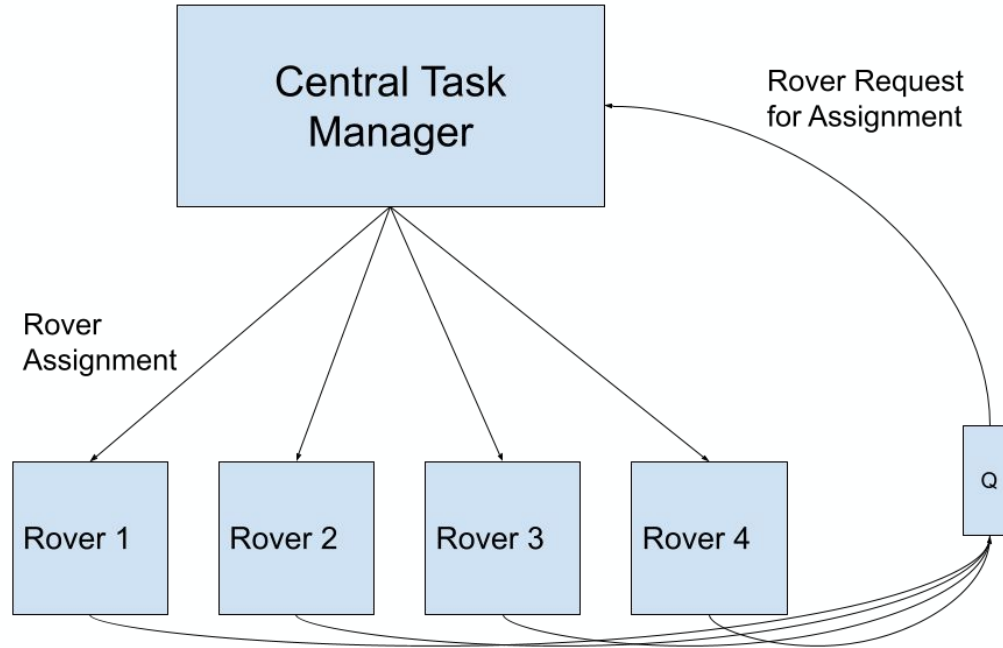 Central Task
Manager
Rover Request
for Assignment
Rover
Assignment
Rover 1
Rover 2
Rover 3
Rover 4
Q